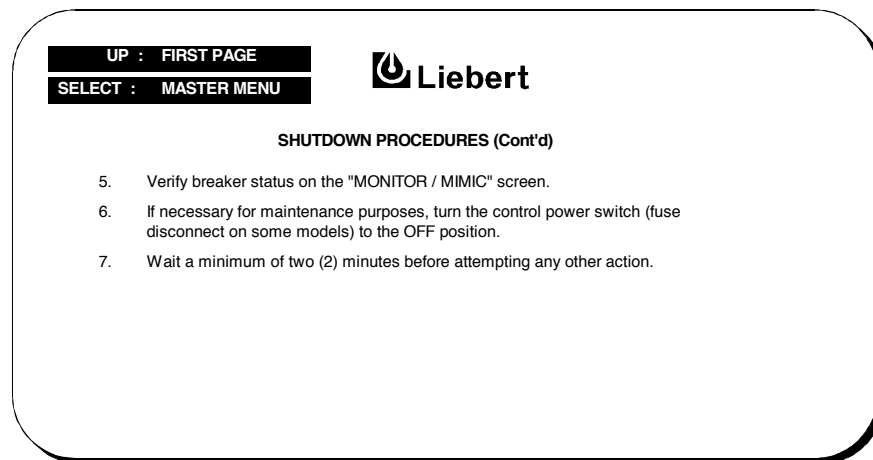 UP : FIRST PAGE
SELECT : MASTER MENU
Liebert
SHUTDOWN PROCEDURES (Cont'd)
5. Verify breaker status on the "MONITOR / MIMIC" screen.
6. If necessary for maintenance purposes, turn the control power switch (fuse
disconnect on some models) to the OFF position.
7. Wait a minimum of two (2) minutes before attempting any other action.